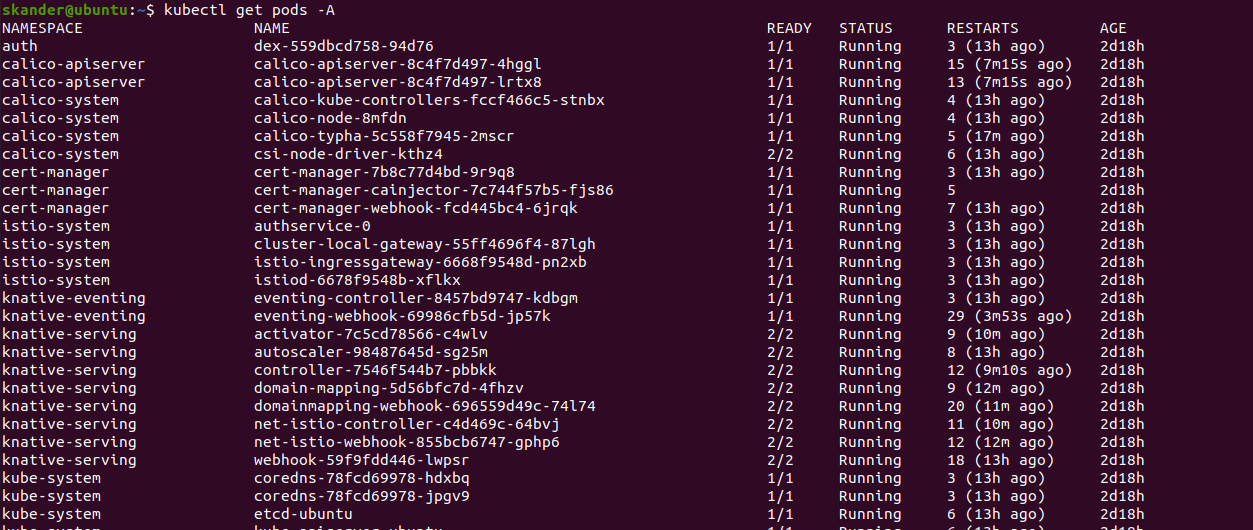 skander@ubuntu:~$ kubectl get pods -A
NAMESPACE NAME READY STATUS RESTARTS AGE
auth dex-559dbcd758-94d76 1/1 Running 3 (13h ago) 2d18h
calico-apiserver calico-apiserver-8c4f7d497-4hggl 1/1 Running 15 (7m15s ago) 2d18h
calico-apiserver calico-apiserver-8c4f7d497-lrtx8 1/1 Running 13 (7m15s ago) 2d18h
calico-system calico-kube-controllers-fccf466c5-stnbx 1/1 Running 4 (13h ago) 2d18h
calico-system calico-node-8mfdn 1/1 Running 4 (13h ago) 2d18h
calico-system calico-typha-5c558f7945-2mscr 1/1 Running 5 (17m ago) 2d18h
calico-system csi-node-driver-kthz4 2/2 Running 6 (13h ago) 2d18h
cert-manager cert-manager-7b8c77d4bd-9r9q8 1/1 Running 3 (13h ago) 2d18h
cert-manager cert-manager-cainjector-7c744f57b5-fjs86 1/1 Running 5 2d18h
cert-manager cert-manager-webhook-fcd445bc4-6jrqk 1/1 Running 7 (13h ago) 2d18h
istio-system authservice-0 1/1 Running 3 (13h ago) 2d18h
istio-system cluster-local-gateway-55ff4696f4-87lgh 1/1 Running 3 (13h ago) 2d18h
istio-system istio-ingressgateway-6668f9548d-pn2xb 1/1 Running 3 (13h ago) 2d18h
istio-system istiod-6678f9548b-xflkx 1/1 Running 3 (13h ago) 2d18h
knative-eventing eventing-controller-8457bd9747-kdbgm 1/1 Running 3 (13h ago) 2d18h
knative-eventing eventing-webhook-69986cfb5d-jp57k 1/1 Running 29 (3m53s ago) 2d18h
knative-serving activator-7c5cd78566-c4wlv 2/2 Running 9 (10m ago) 2d18h
knative-serving autoscaler-98487645d-sg25m 2/2 Running 8 (13h ago) 2d18h
knative-serving controller-7546f544b7-pbbkk 2/2 Running 12 (9m10s ago) 2d18h
knative-serving domain-mapping-5d56bfc7d-4fhzv 2/2 Running 9 (12m ago) 2d18h
knative-serving domainmapping-webhook-696559d49c-74l74 2/2 Running 20 (11m ago) 2d18h
knative-serving net-istio-controller-c4d469c-64bvj 2/2 Running 11 (10m ago) 2d18h
knative-serving net-istio-webhook-855bcb6747-gphp6 2/2 Running 12 (12m ago) 2d18h
knative-serving webhook-59f9fdd446-lwpsr 2/2 Running 18 (13h ago) 2d18h
kube-system coredns-78fcd69978-hdxbq 1/1 Running 3 (13h ago) 2d18h
kube-system coredns-78fcd69978-jpgv9 1/1 Running 3 (13h ago) 2d18h
kube-system etcd-ubuntu 1/1 Running 6 (13h ago) 2d18h